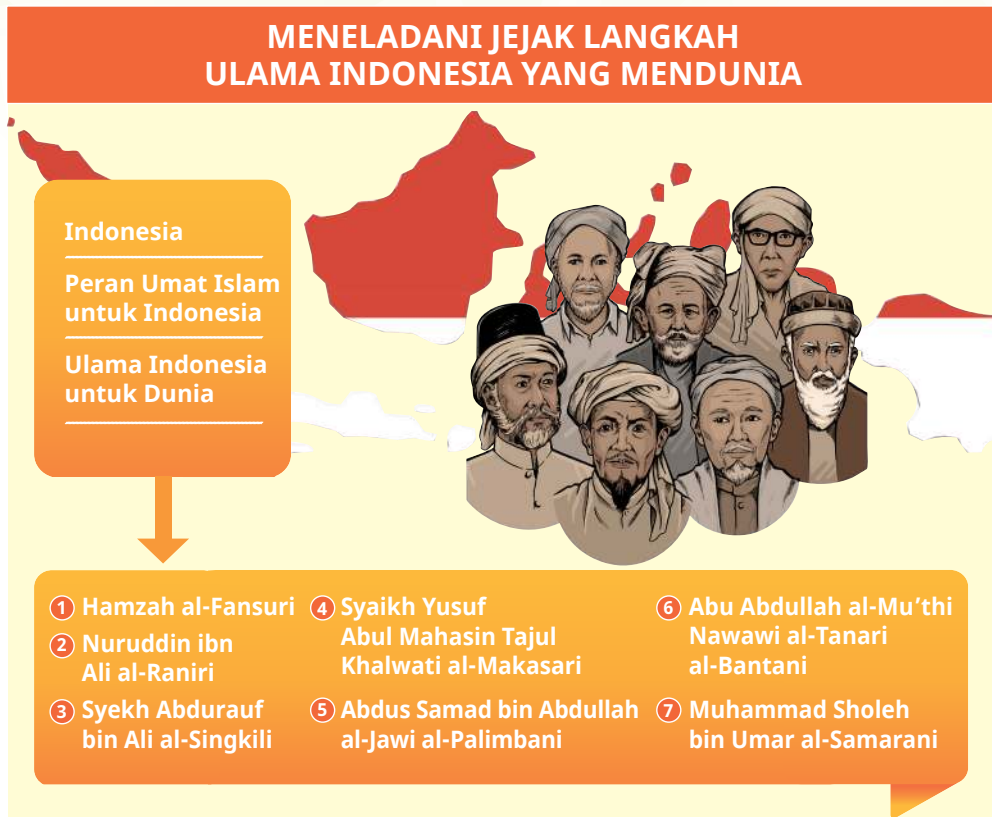 MENELADANI JEJAK LANGKAH
ULAMA INDONESIA YANG MENDUNIA
Indonesia
Peran Umat Islam
untuk Indonesia
Ulama Indonesia
untuk Dunia
1 Hamzah al-Fansuri
2 Nuruddin ibn
Ali al-Raniri
3 Syekh Abdurauf
bin Ali al-Singkili
4 Syaikh Yusuf
Abul Mahasin Tajul
Khalwati al-Makasari
5 Abdus Samad bin Abdullah
al-Jawi al-Palimbani
6 Abu Abdullah al-Mu’thi
Nawawi al-Tanari
al-Bantani
7 Muhammad Sholeh
bin Umar al-Samarani